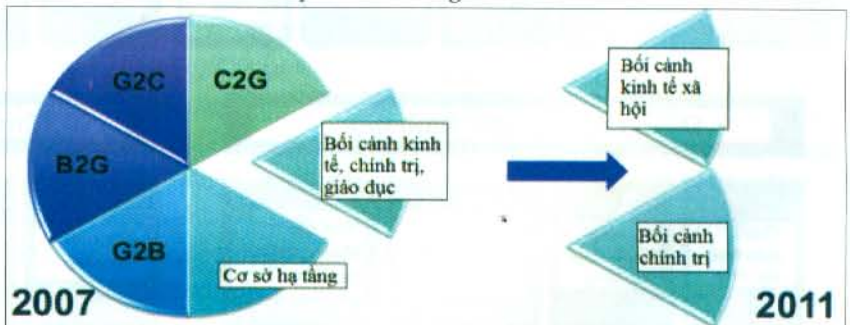 G2C
C2G
B2G
G2B
Cơ sở hạ tầng
Bối cảnh kinh
tế, chính trị,
giáo dục
2007
Bối cảnh
kinh tế xã
hội
Bối cảnh
chính trị
2011